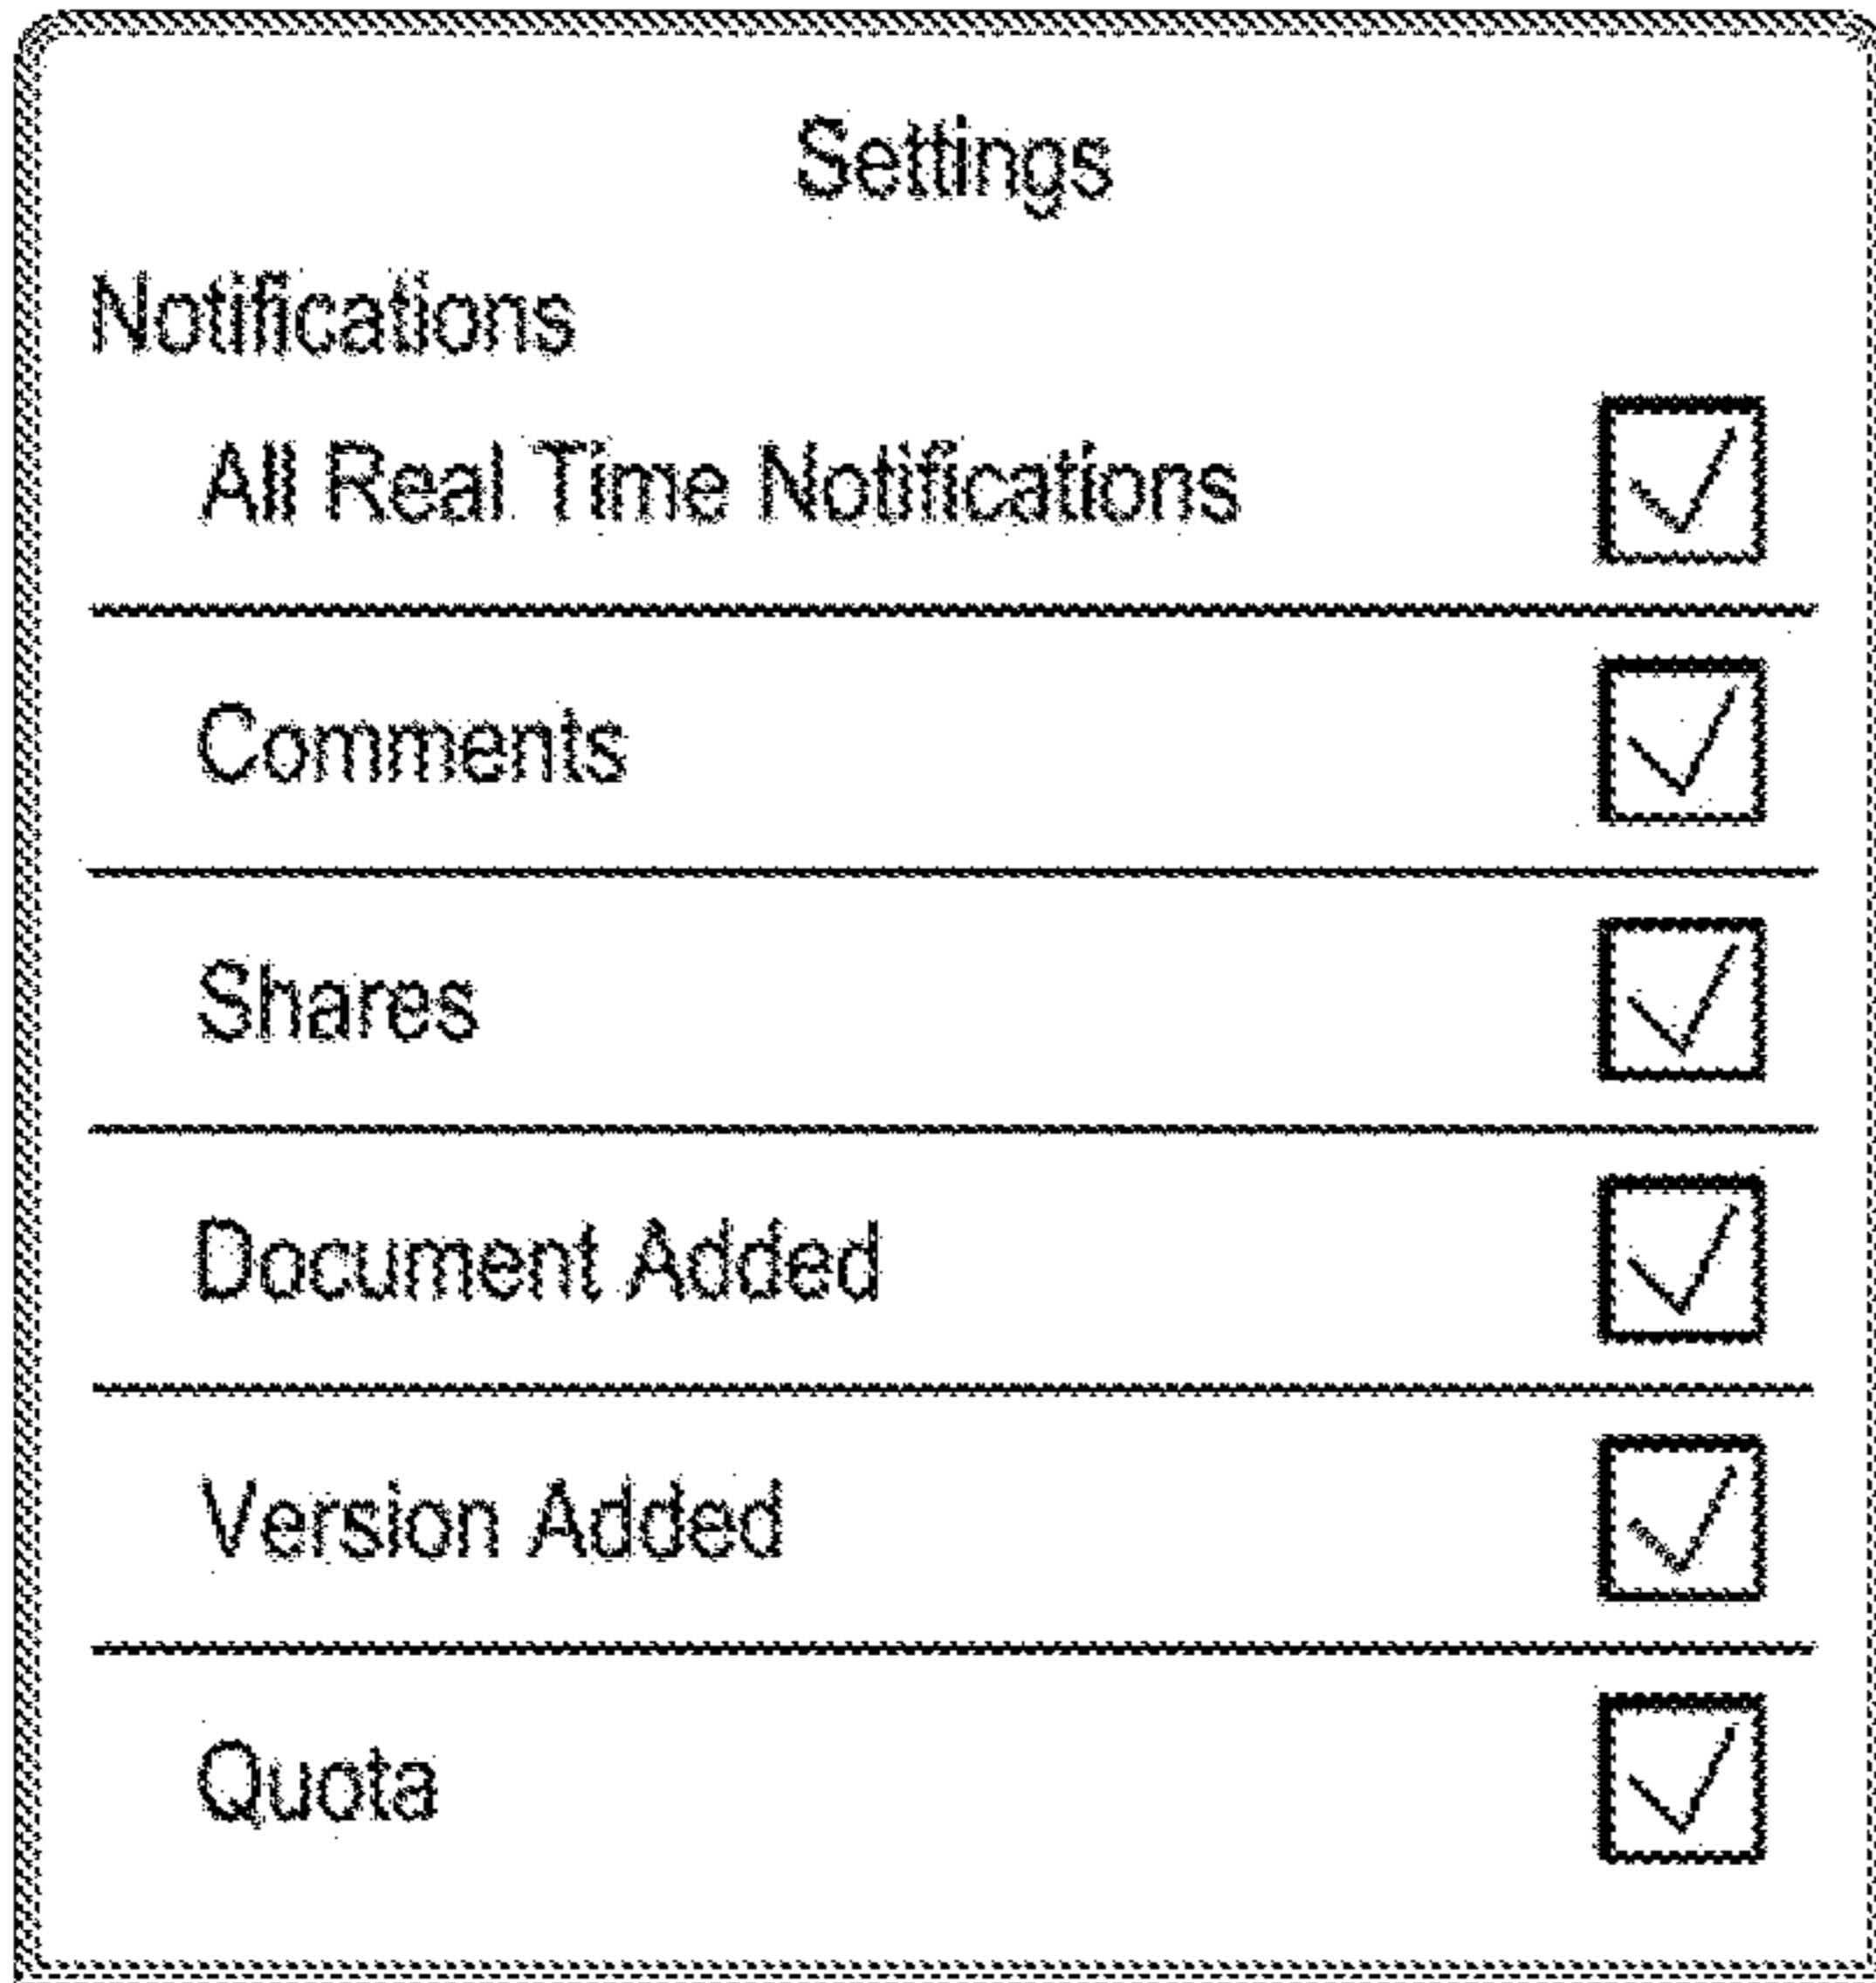 Settings
Notifications
All Real Time Notifications
Comments
Shares
Document Added
Version Added
Quota